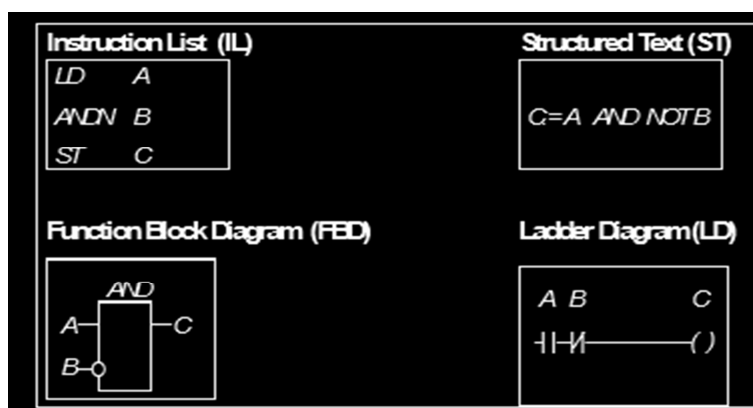 Instruction List (IL)
LD A
ANDN B
ST C
Structured Text (ST)
C:=A AND NOT B
Function Block Diagram (FBD)
AND
A
C
B
Ladder Diagram (LD)
A B C
( )